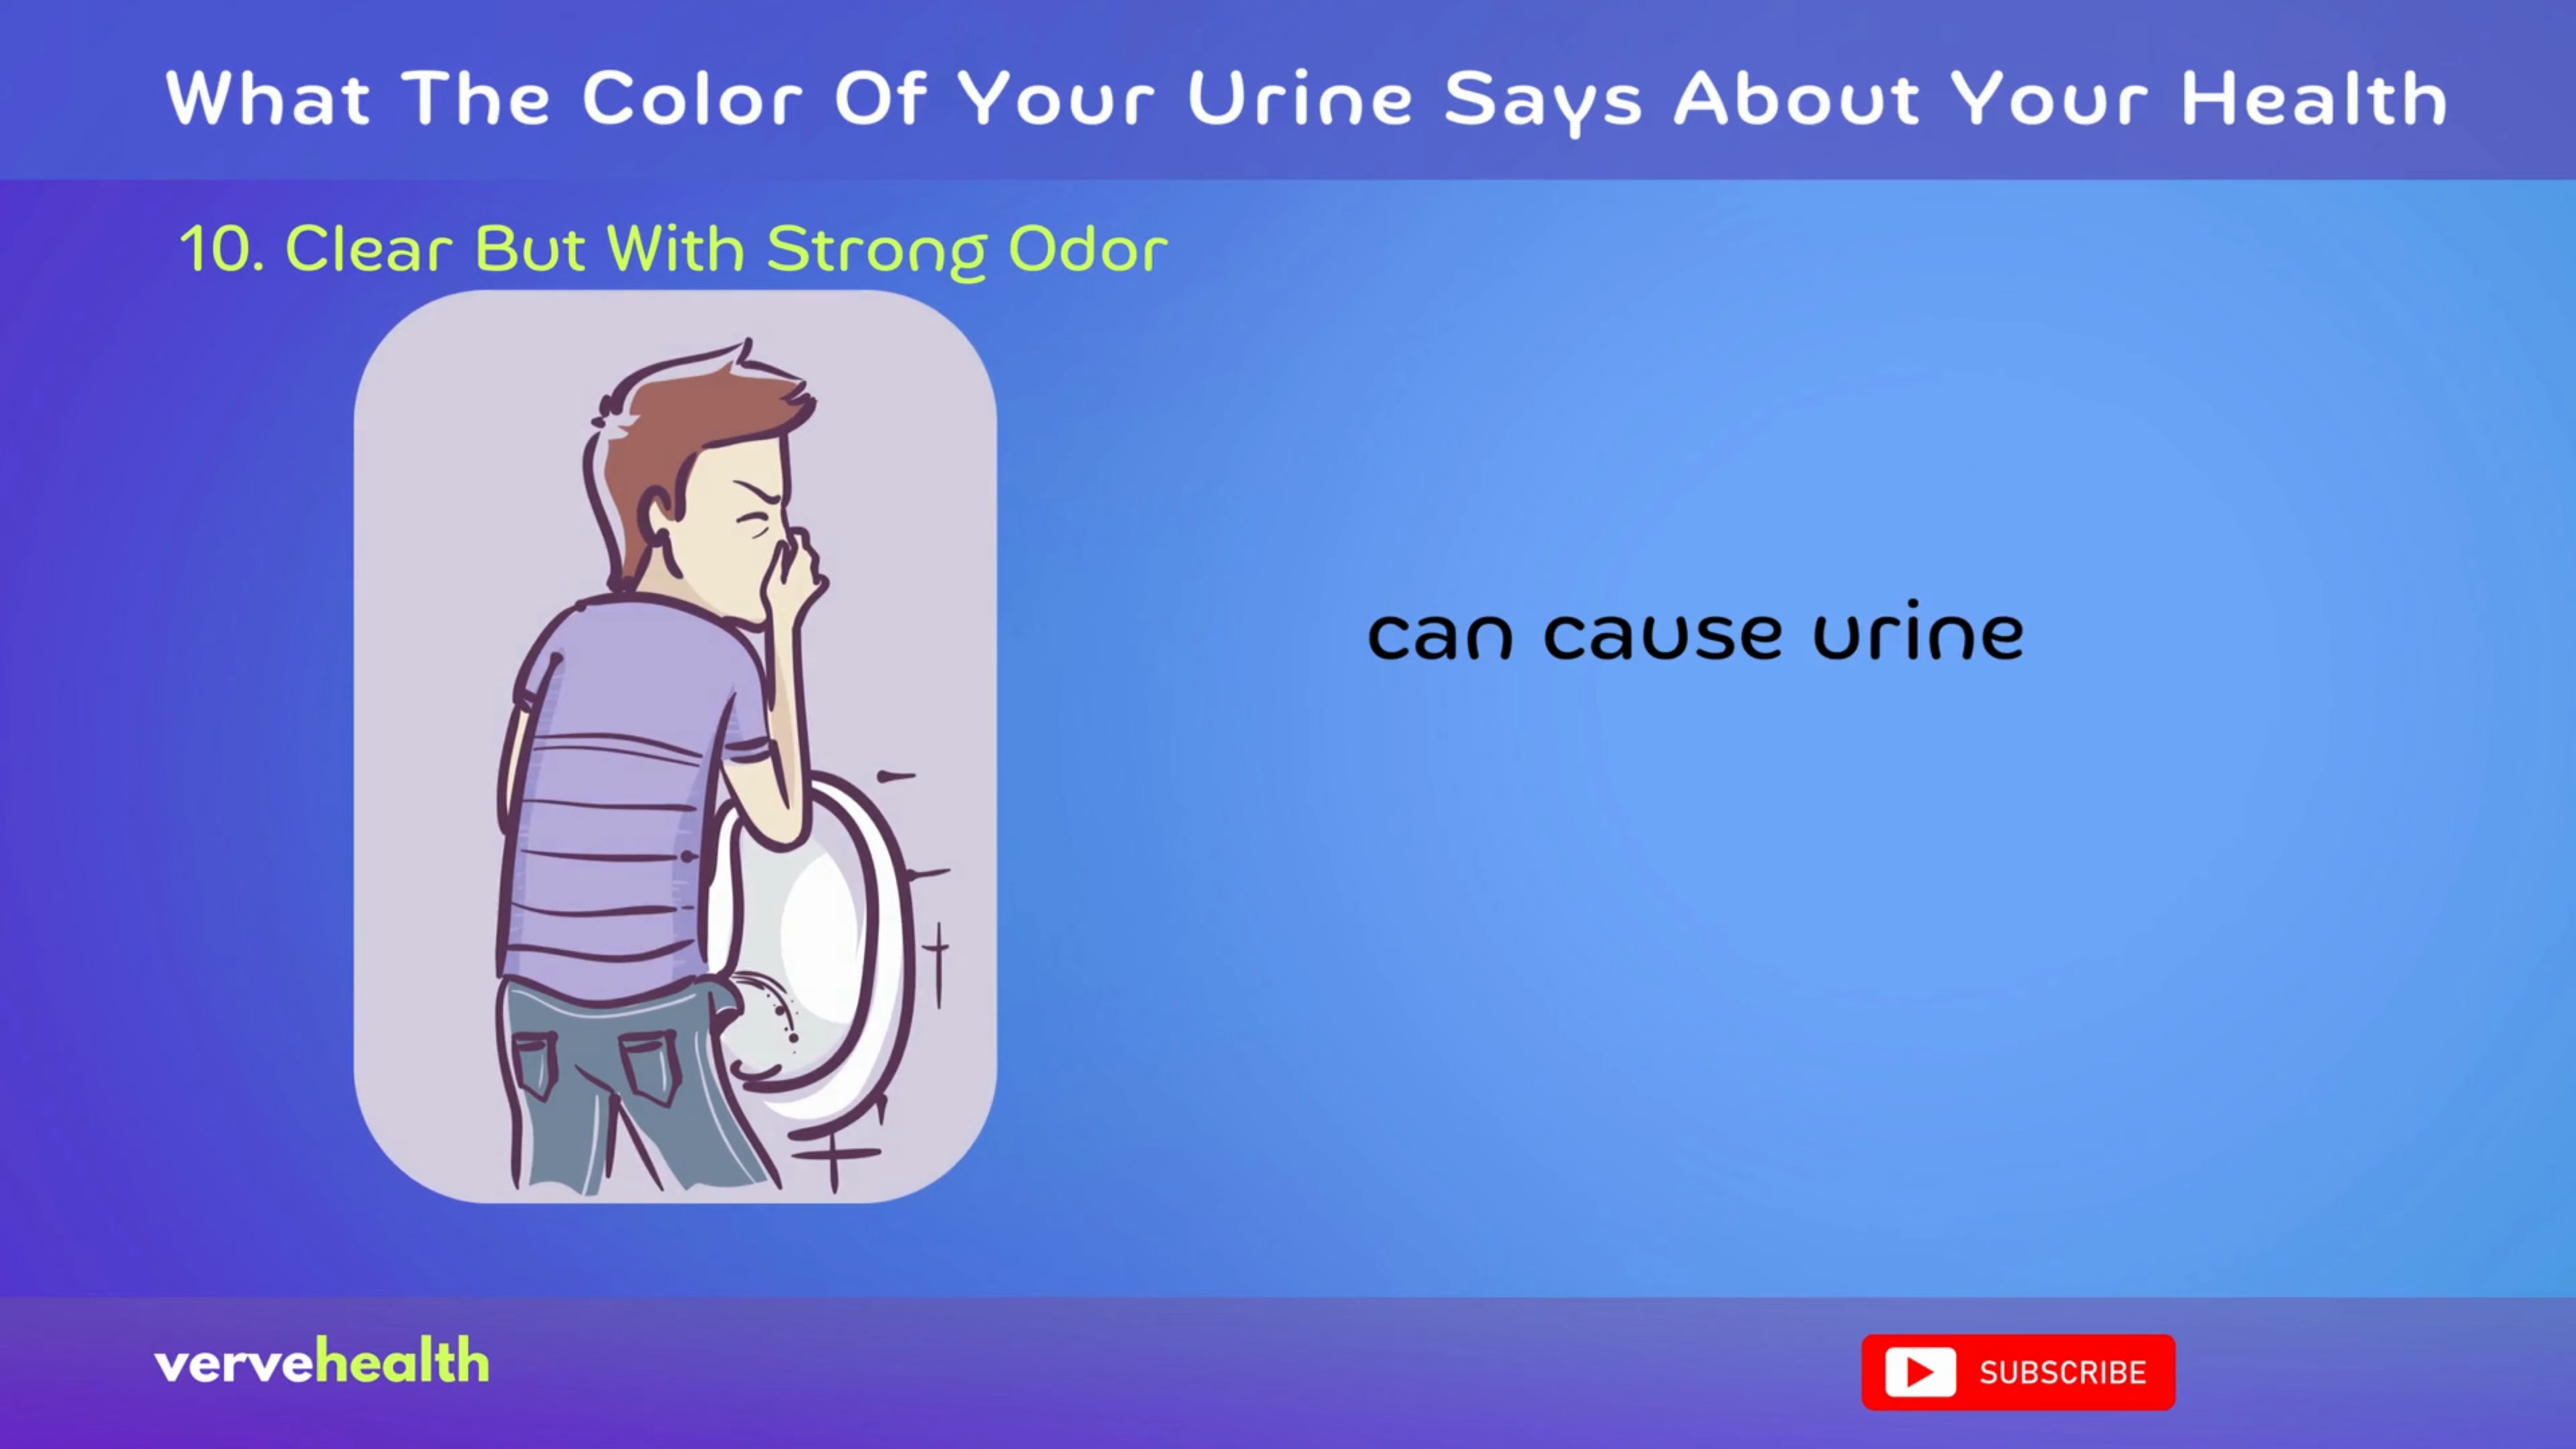 What The Color Of Your Urine Says About Your Health
10. Clear But With Strong Odor
can cause urine
vervehealth
SUBSCRIBE